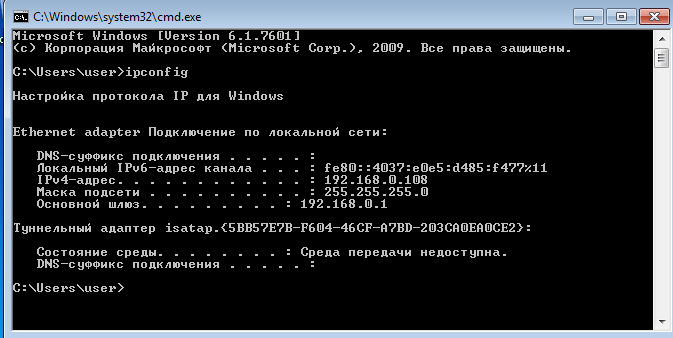 C:\Windows\system32\cmd.exe
Microsoft Windows [Version 6.1.7601]
(c) Корпорация Майкрософт (Microsoft Corp.), 2009. Все права защищены.
C:\Users\user>ipconfig
Настройка протокола IP для Windows
Ethernet adapter Подключение по локальной сети:
DNS-суффикс подключения . . . . . :
Локальный IPv6-адрес канала . . . : fe80::4037:e0e5:d485:f477%11
IPv4-адрес. . . . . . . . . . . . : 192.168.0.108
Маска подсети . . . . . . . . . . : 255.255.255.0
Основной шлюз. . . . . . . . . : 192.168.0.1
Туннельный адаптер isatap.{5BB57E7B-F604-46CF-A7BD-203CA0EA0CE2}:
Состояние среды. . . . . . . . : Среда передачи недоступна.
DNS-суффикс подключения . . . . . :
C:\Users\user>